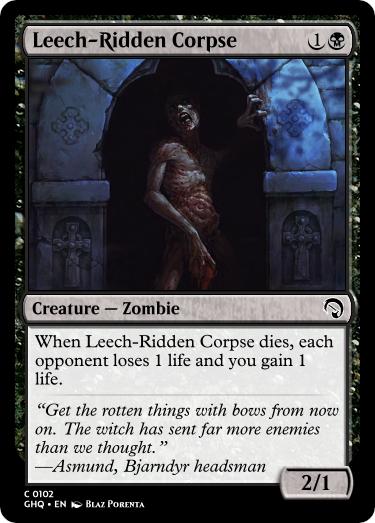 Leech-Ridden Corpse 1
Creature — Zombie
When Leech-Ridden Corpse dies, each
opponent loses 1 life and you gain 1
life.
“Get the rotten things with bows from now
on. The witch has sent far more enemies
than we thought.”
—Asmund, Bjarndyr headsman
2/1
C 0102
GHQ • EN Blaz Porenta